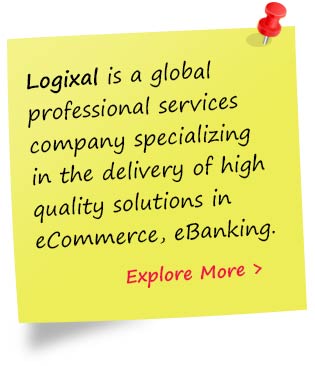 Logixal is a global
professional services
company specializing
in the delivery of high
quality solutions in
eCommerce, eBanking.
Explore More >